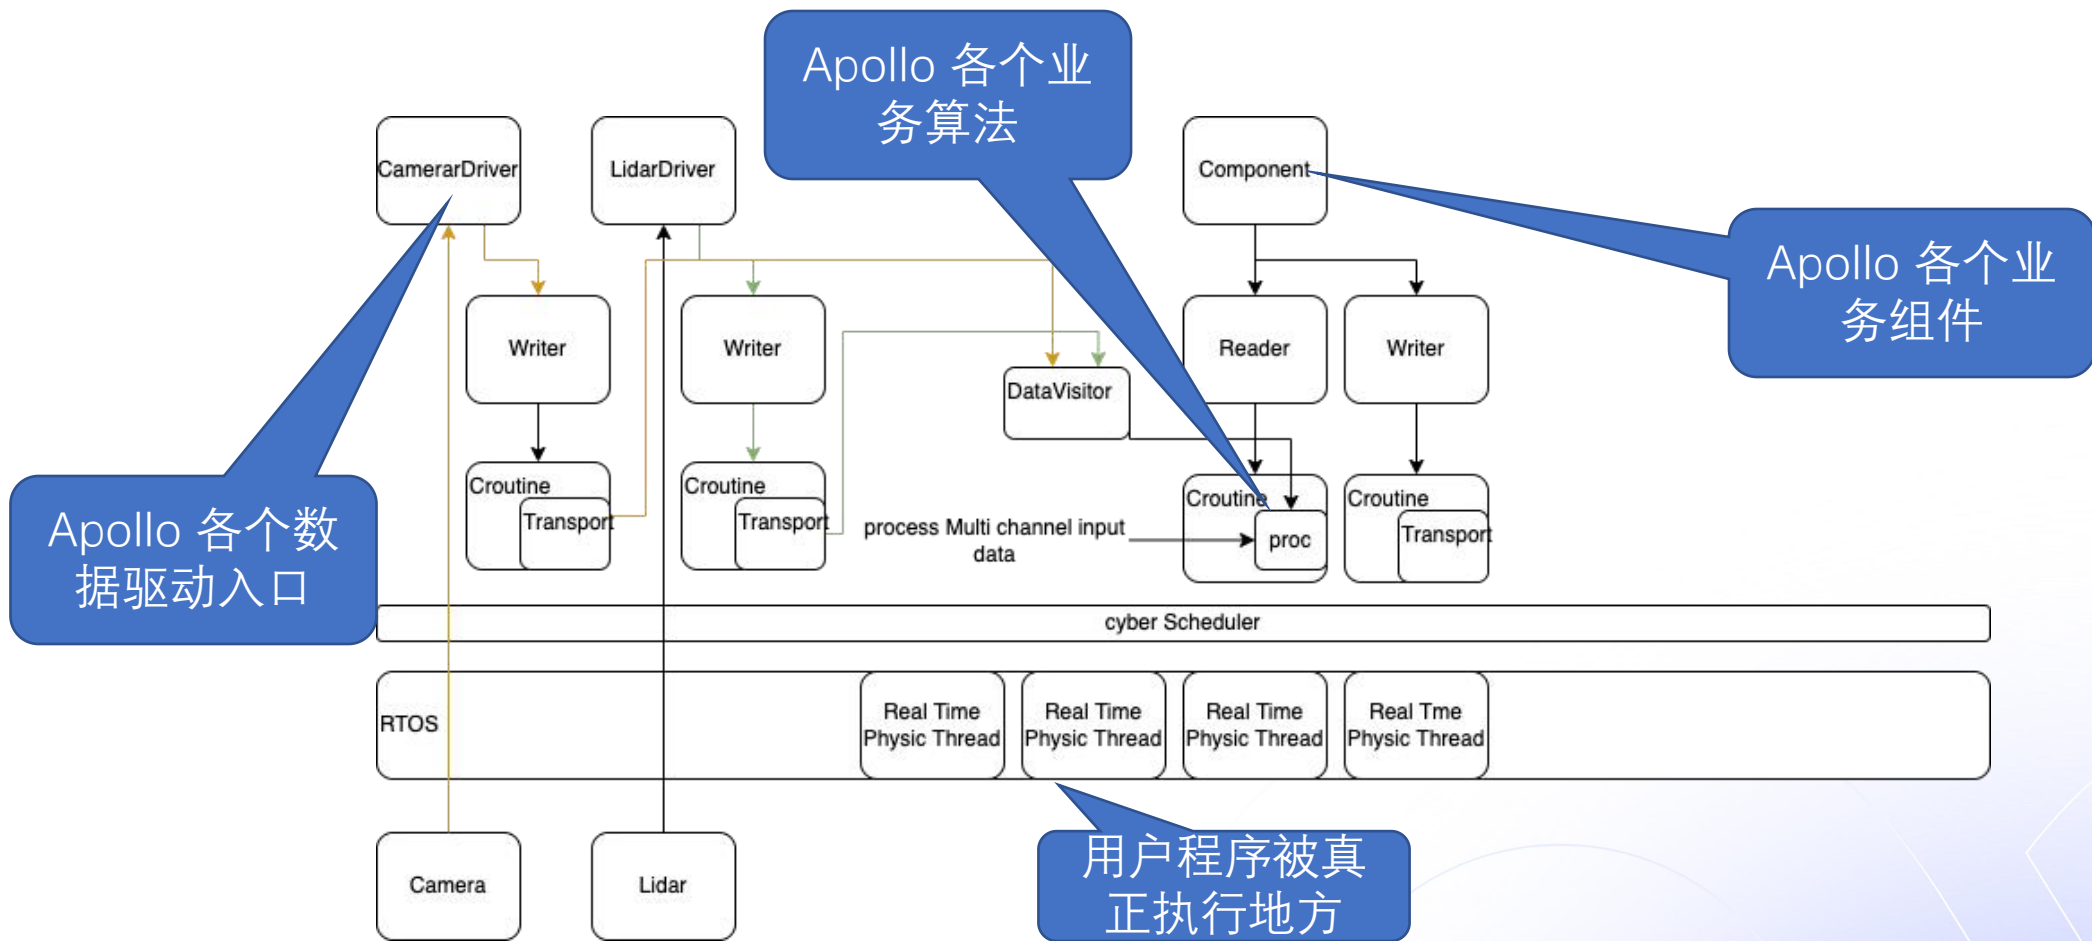 Apollo 各个业
务算法
CamerarDriver
LidarDriver
Component
Apollo 各个业
务组件
Writer
Writer
Reader
Writer
DataVisitor
Croutine
Transport
Croutine
Transport
process Multi channel input
data
Croutine
proc
Croutine
Transport
Apollo 各个数
据驱动入口
cyber Scheduler
RTOS
Real Time
Physic Thread
Real Time
Physic Thread
Real Time
Physic Thread
Real Tme
Physic Thread
Camera
Lidar
用户程序被真
正执行地方